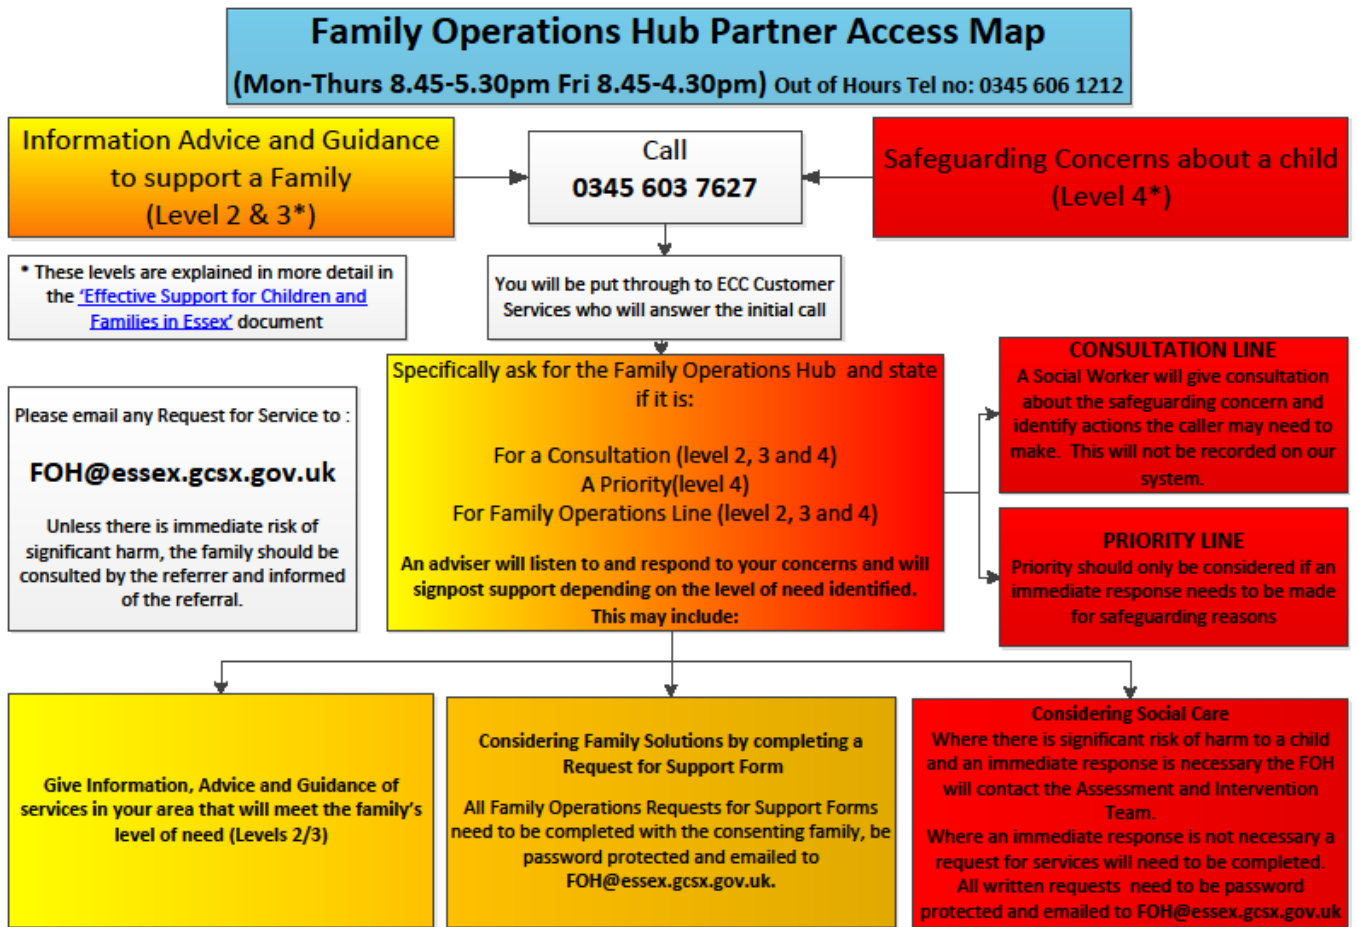 Family Operations Hub Partner Access Map
(Mon-Thurs 8.45-5.30pm Fri 8.45-4.30pm) Out of Hours Tel no: 0345 606 1212
Information Advice and Guidance
to support a Family
(Level 2 & 3*)
Call
0345 603 7627
Safeguarding Concerns about a child
(Level 4*)
* These levels are explained in more detail in
the 'Effective Support for Children and
Families in Essex' document
You will be put through to ECC Customer
Services who will answer the initial call
Please email any Request for Service to :
FOH@essex.gcsx.gov.uk
Unless there is immediate risk of
significant harm, the family should be
consulted by the referrer and informed
of the referral.
Specifically ask for the Family Operations Hub and state
if it is:
For a Consultation (level 2, 3 and 4)
A Priority(level 4)
For Family Operations Line (level 2, 3 and 4)
An adviser will listen to and respond to your concerns and will
signpost support depending on the level of need identified.
This may include:
CONSULTATION LINE
A Social Worker will give consultation
about the safeguarding concern and
identify actions the caller may need to
make. This will not be recorded on our
system.
PRIORITY LINE
Priority should only be considered if an
immediate response needs to be made
for safeguarding reasons
Give Information, Advice and Guidance of
services in your area that will meet the family's
level of need (Levels 2/3)
Considering Family Solutions by completing a
Request for Support Form
All Family Operations Requests for Support Forms
need to be completed with the consenting family, be
password protected and emailed to
FOH@essex.gcsx.gov.uk.
Considering Social Care
Where there is significant risk of harm to a child
and an immediate response is necessary the FOH
will contact the Assessment and Intervention
Team.
Where an immediate response is not necessary a
request for services will need to be completed.
All written requests need to be password
protected and emailed to FOH@essex.gcsx.gov.uk